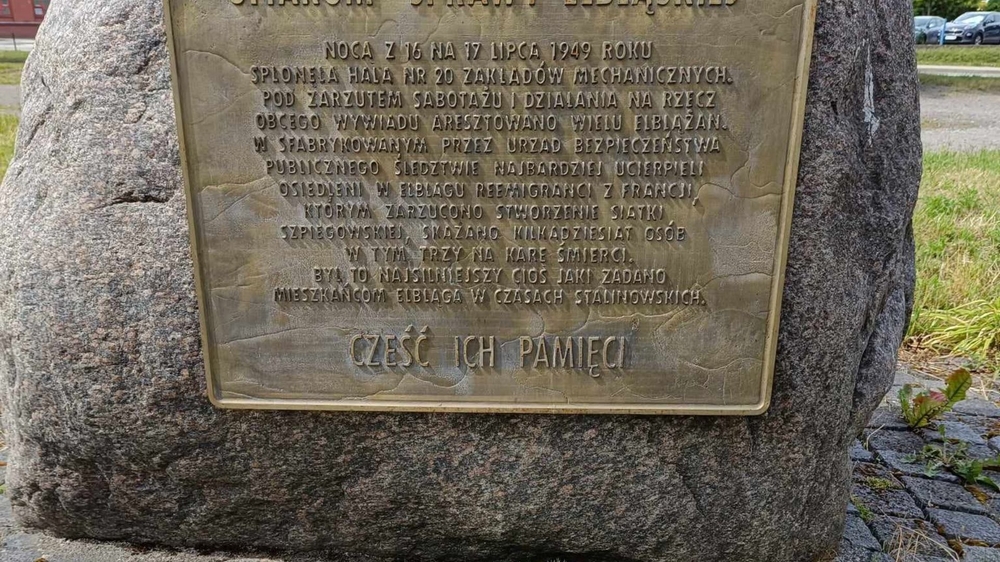 OFIAROM SPRAWY ELBLĄSKIEJ
NOCĄ Z 16 NA 17 LIPCA 1949 ROKU
SPŁONĘŁA HALA NR 20 ZAKŁADÓW MECHANICZNYCH.
POD ZARZUTEM SABOTAŻU I DZIAŁANIA NA RZECZ
OBCEGO WYWIADU ARESZTOWANO WIELU ELBLĄŻAN.
W SFABRYKOWANYM PRZEZ URZĄD BEZPIECZEŃSTWA
PUBLICZNEGO ŚLEDZTWIE NAJBARDZIEJ UCIERPIELI
OSIEDLENI W ELBLĄGU REEMIGRANCI Z FRANCJI,
KTÓRYM ZARZUCONO STWORZENIE SIATKI
SZPIEGOWSKIEJ. SKAZANO KILKADZIESIĄT OSÓB
W TYM TRZY NA KARĘ ŚMIERCI.
BYŁ TO NAJSILNIEJSZY CIOS JAKI ZADANO
MIESZKAŃCOM ELBLĄGA W CZASACH STALINOWSKICH.
CZEŚĆ ICH PAMIĘCI